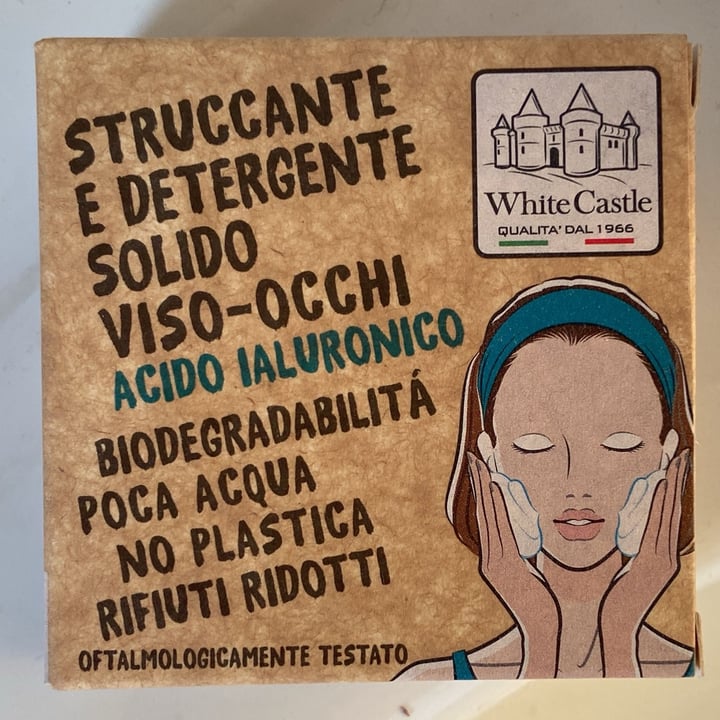 STRUCCANTE
E DETERGENTE
SOLIDO
VISO-OCCHI
ACIDO IALURONICO
BIODEGRADABILITÁ
POCA ACQUA
NO PLASTICA
RIFIUTI RIDOTTI
OFTALMOLOGICAMENTE TESTATO
White Castle
QUALITA' DAL 1966